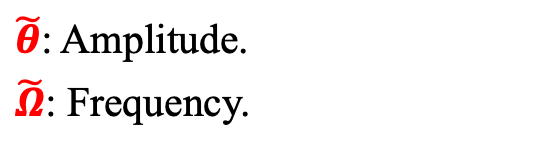 θ̃: Amplitude.
Ω̃: Frequency.